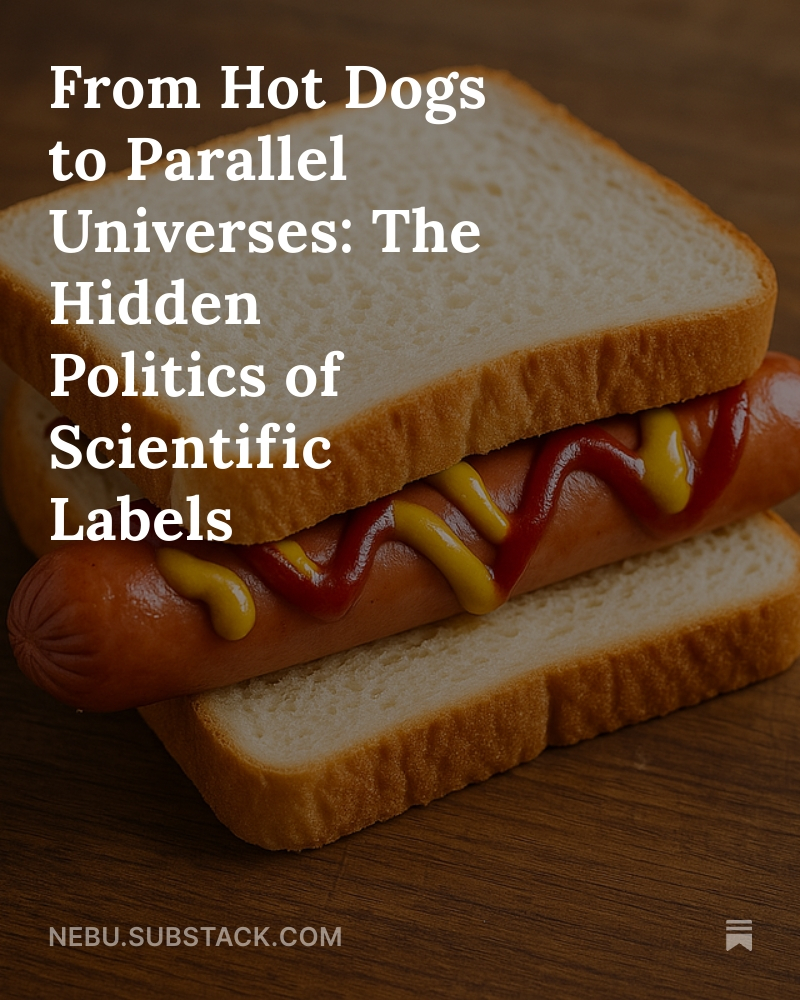 From Hot Dogs
to Parallel
Universes: The
Hidden
Politics of
Scientific
Labels
NEBU.SUBSTACK.COM